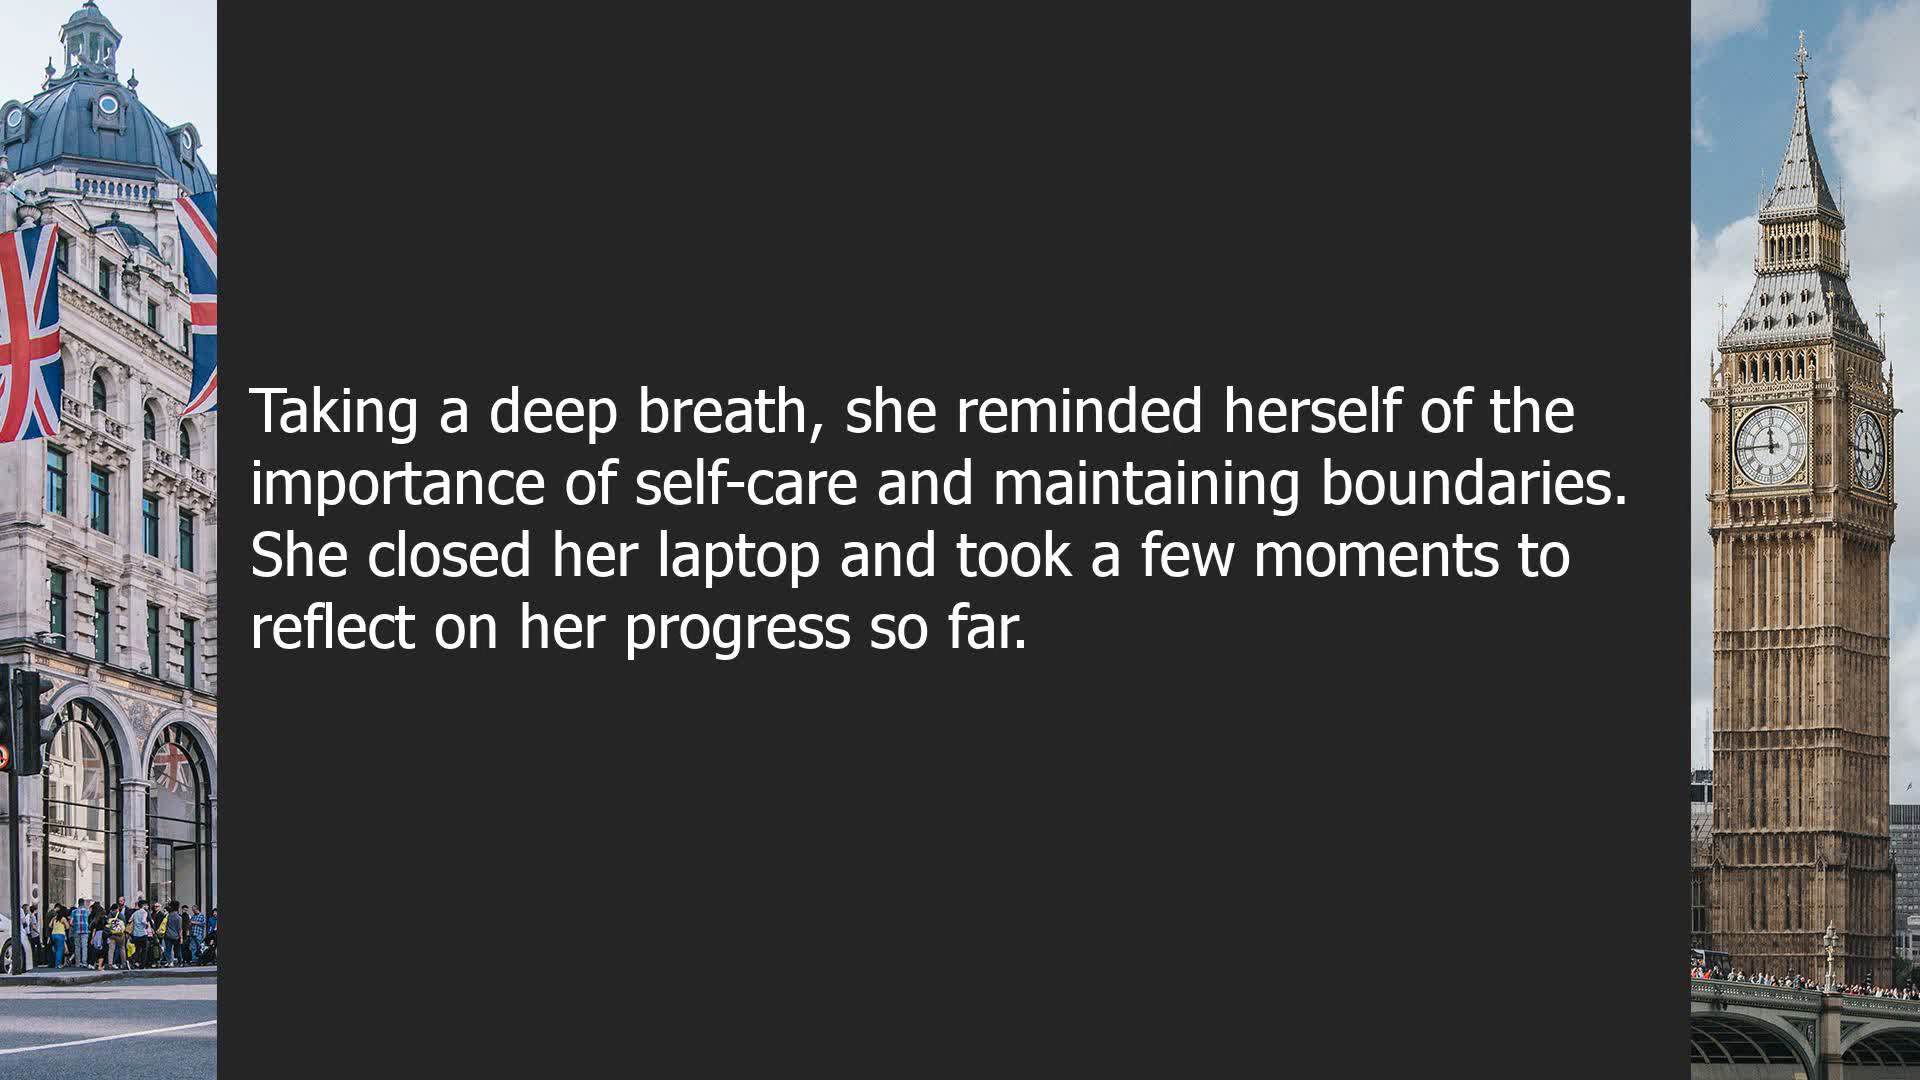 Taking a deep breath, she reminded herself of the
importance of self-care and maintaining boundaries.
She closed her laptop and took a few moments to
reflect on her progress so far.